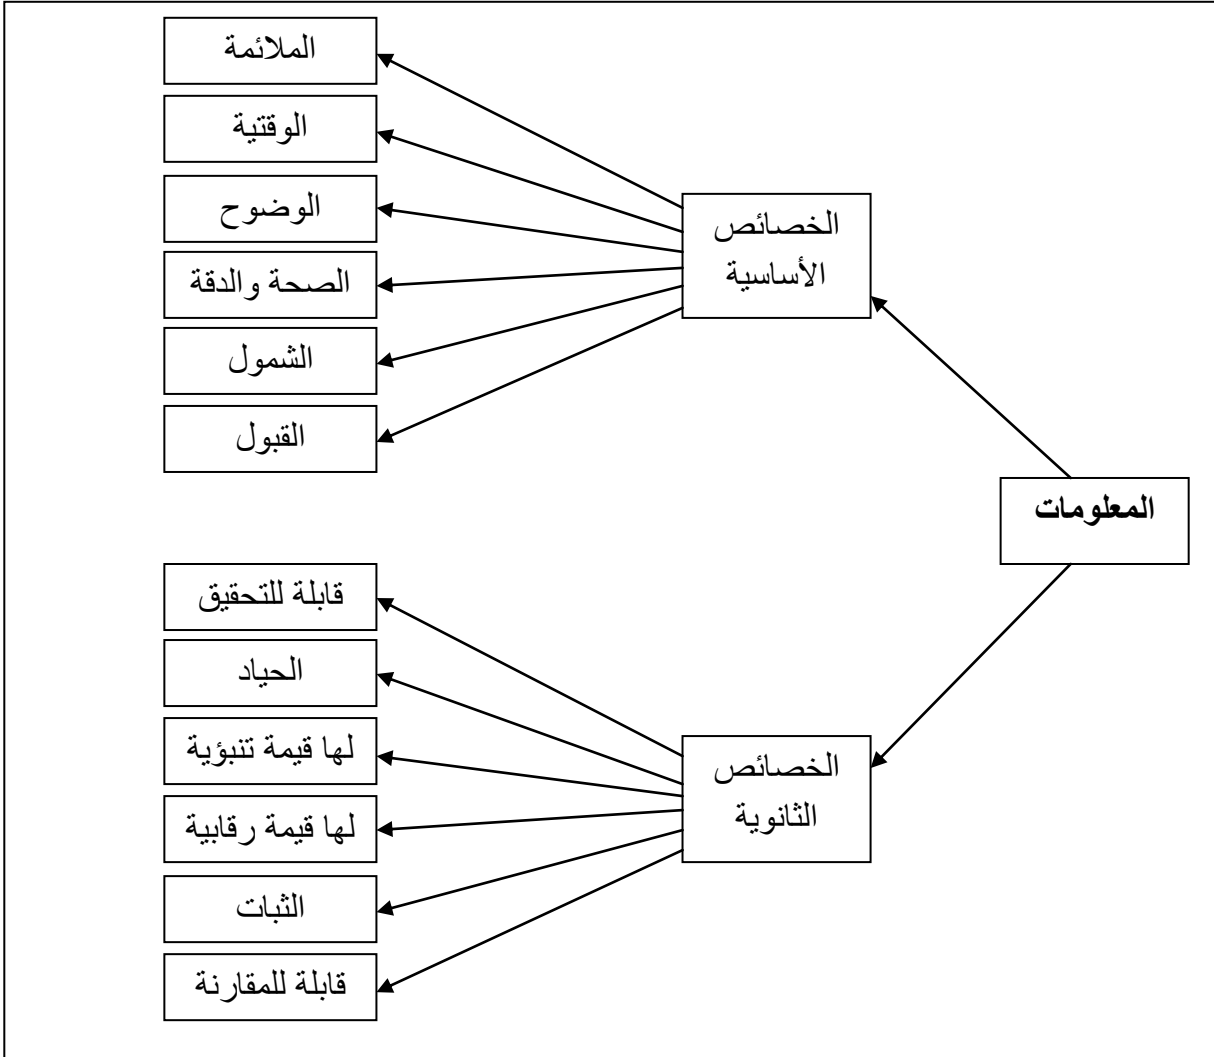 المعلومات
الخصائص
الأساسية
الملائمة
الوقتية
الوضوح
الصحة والدقة
الشمول
القبول
الخصائص
الثانوية
قابلة للتحقيق
الحياد
لها قيمة تنبؤية
لها قيمة رقابية
الثبات
قابلة للمقارنة